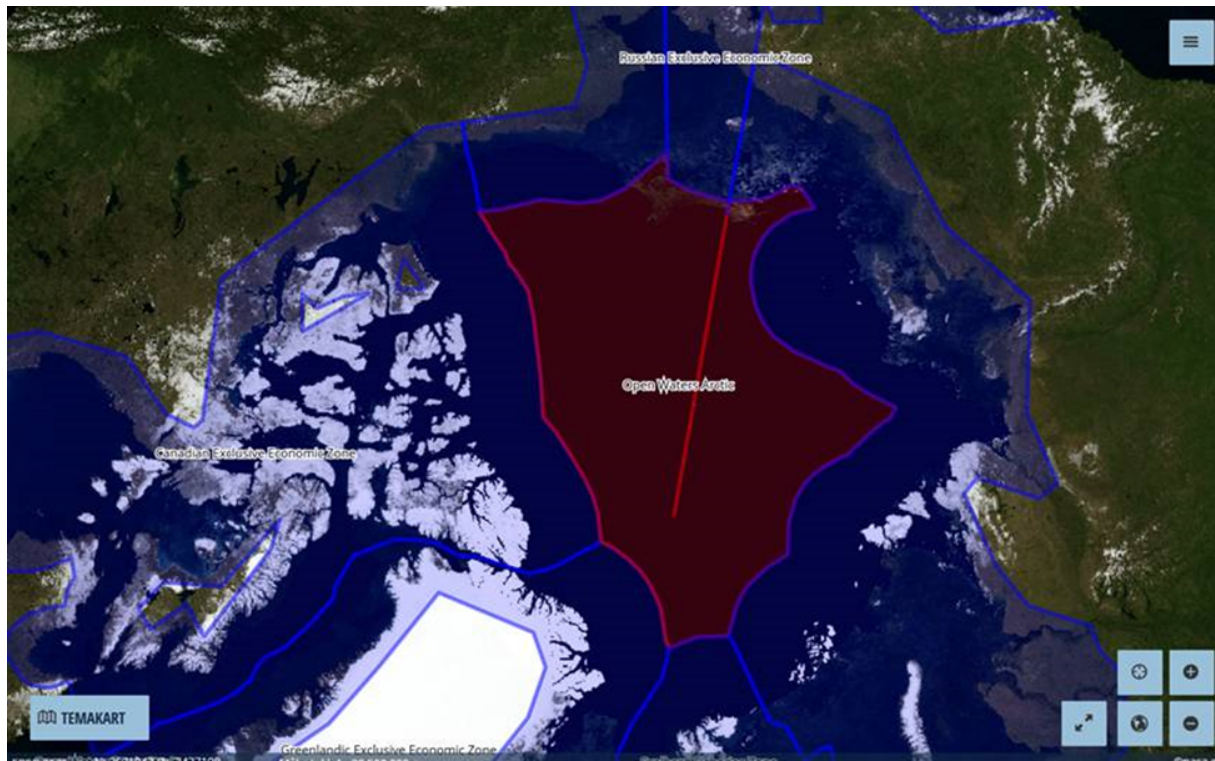 Russian Exclusive Economic Zone
Open Waters Arctic
Canadian Exclusive Economic Zone
TEMAKART
Greenlandic Exclusive Economic Zone